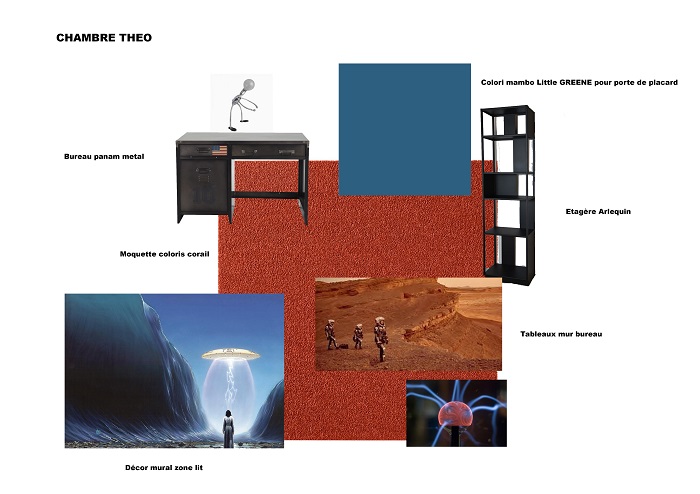 CHAMBRE THEO
Colori mambo Little GREENE pour porte de placard
Bureau panam metal
Etagère Arlequin
Moquette coloris corail
Tableaux mur bureau
Décor mural zone lit